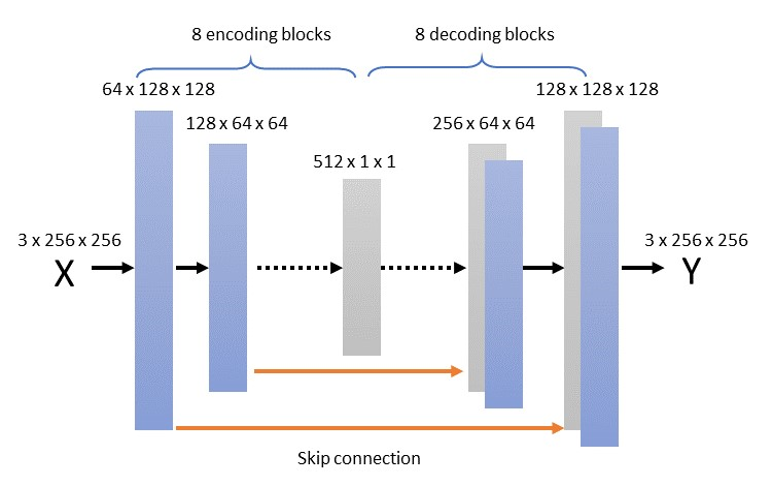 8 encoding blocks
8 decoding blocks
64 x 128 x 128
128 x 128 x 128
128 x 64 x 64
256 x 64 x 64
512 x 1 x 1
3 x 256 x 256
3 x 256 x 256
X
Y
Skip connection